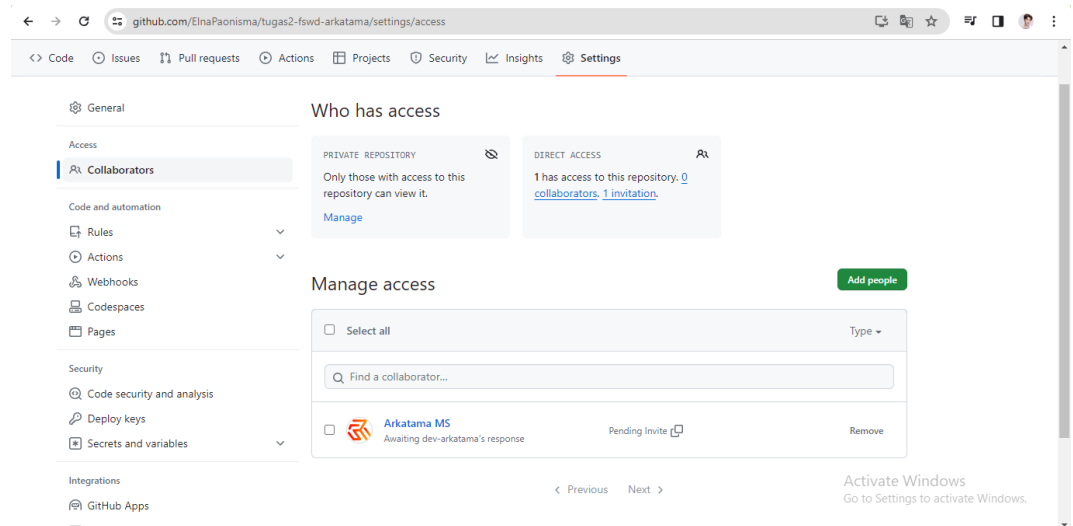 github.com/ElnaPaonisma/tugas2-fswd-arkatama/settings/access
Code Issues Pull requests Actions Projects Security Insights Settings
General
Access
Collaborators
Code and automation
Rules
Actions
Webhooks
Codespaces
Pages
Security
Code security and analysis
Deploy keys
Secrets and variables
Integrations
GitHub Apps
Who has access
PRIVATE REPOSITORY
Only those with access to this
repository can view it.
Manage
DIRECT ACCESS
1 has access to this repository. 0
collaborators. 1 invitation.
Manage access
Add people
Select all
Type
Find a collaborator...
Arkatama MS
Awaiting dev-arkatama's response
Pending Invite
Remove
Previous Next
Activate Windows
Go to Settings to activate Windows.